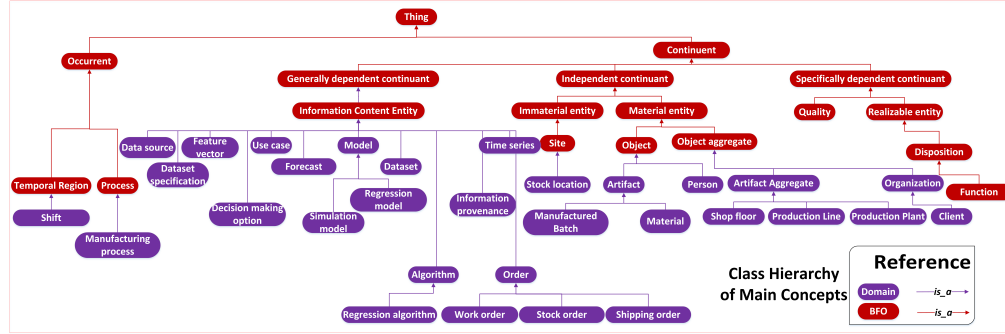 Thing
Occurrent
Continuent
Generally dependent continuant
Independent continuant
Specifically dependent continuant
Information Content Entity
Immaterial entity
Material entity
Quality
Realizable entity
Data source
Feature
vector
Use case
Model
Time series
Site
Object
Object aggregate
Dataset
specification
Forecast
Dataset
Disposition
Temporal Region
Process
Stock location
Artifact
Person
Artifact Aggregate
Organization
Function
Shift
Decision making
option
Simulation
model
Regression
model
Information
provenance
Manufactured
Batch
Material
Shop floor
Production Line
Production Plant
Client
Manufacturing
process
Algorithm
Order
Regression algorithm
Work order
Stock order
Shipping order
Class Hierarchy
of Main Concepts
Reference
Domain
is_a
BFO
is_a